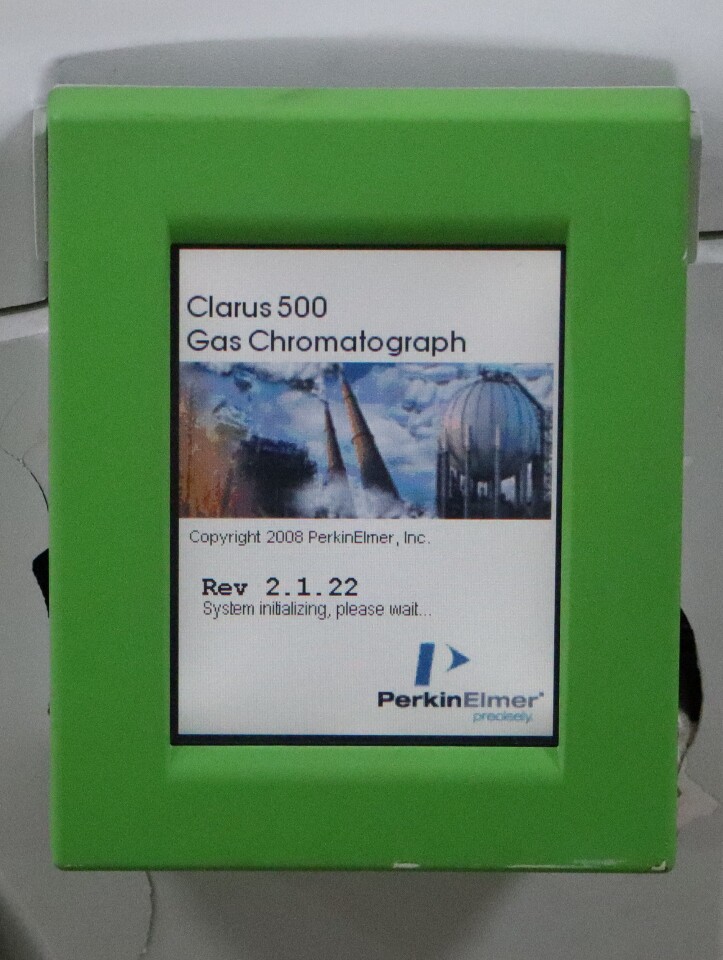 Clarus 500
Gas Chromatograph
Copyright 2008 PerkinElmer, Inc.
Rev 2.1.22
System initializing, please wait...
PerkinElmer
precisely.